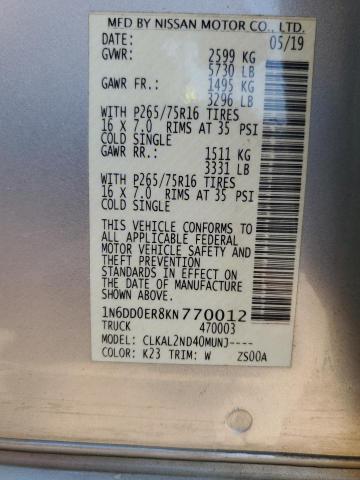 MFD BY NISSAN MOTOR CO., LTD.
DATE: 05/19
GVWR: 2599 KG
5730 LB
GAWR FR.: 1495 KG
3296 LB
WITH P265/75R16 TIRES
16 X 7.0 RIMS AT 35 PSI
COLD SINGLE
GAWR RR.: 1511 KG
3331 LB
WITH P265/75R16 TIRES
16 X 7.0 RIMS AT 35 PSI
COLD SINGLE
THIS VEHICLE CONFORMS TO
ALL APPLICABLE FEDERAL
MOTOR VEHICLE SAFETY AND
THEFT PREVENTION
STANDARDS IN EFFECT ON
THE DATE OF MANUFACTURE
SHOWN ABOVE.
1N6DD0ER8KN770012
TRUCK 470003
MODEL: CLKAL2ND40MUNJ----
COLOR: K23 TRIM: W ZS00A